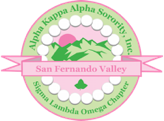 Alpha Kappa Alpha Sorority, Inc.
San Fernando Valley
Sigma Lambda Omega Chapter